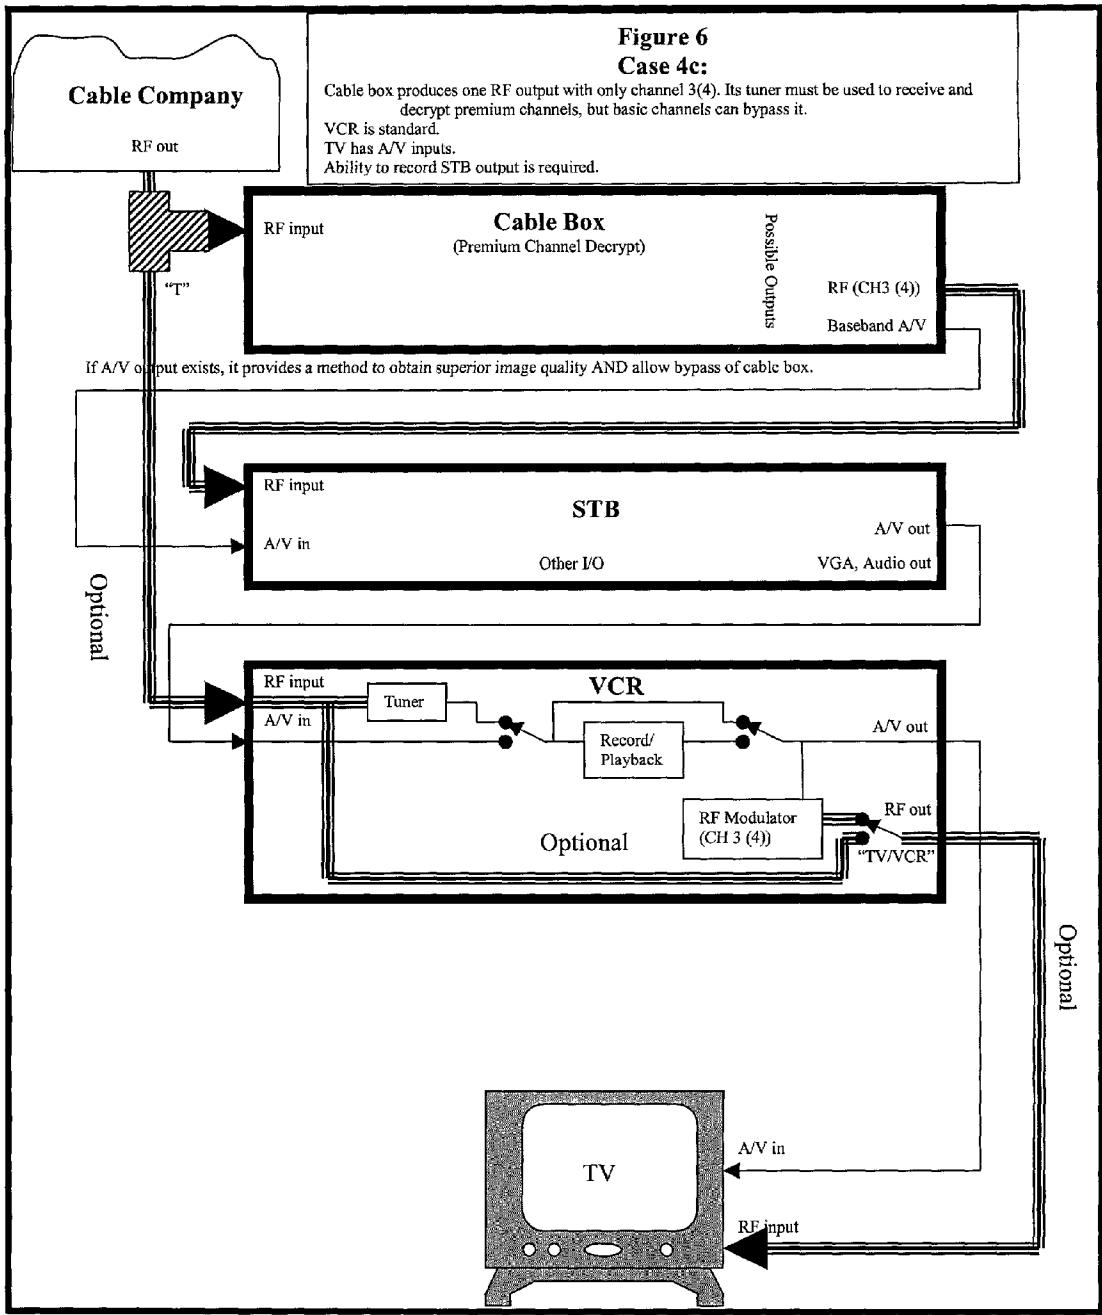 Figure 6
Case 4c:
Cable box produces one RF output with only channel 3(4). Its tuner must be used to receive and
decrypt premium channels, but basic channels can bypass it.
VCR is standard.
TV has A/V inputs.
Ability to record STB output is required.
Cable Company
RF out
"T"
RF input
Cable Box
(Premium Channel Decrypt)
Possible Outputs
RF (CH3 (4))
Baseband A/V
If A/V output exists, it provides a method to obtain superior image quality AND allow bypass of cable box.
RF input
STB
A/V in
Other I/O
A/V out
VGA, Audio out
Optional
RF input
VCR
Tuner
A/V in
Record/
Playback
A/V out
RF Modulator
(CH 3 (4))
RF out
"TV/VCR"
Optional
Optional
TV
A/V in
RF input